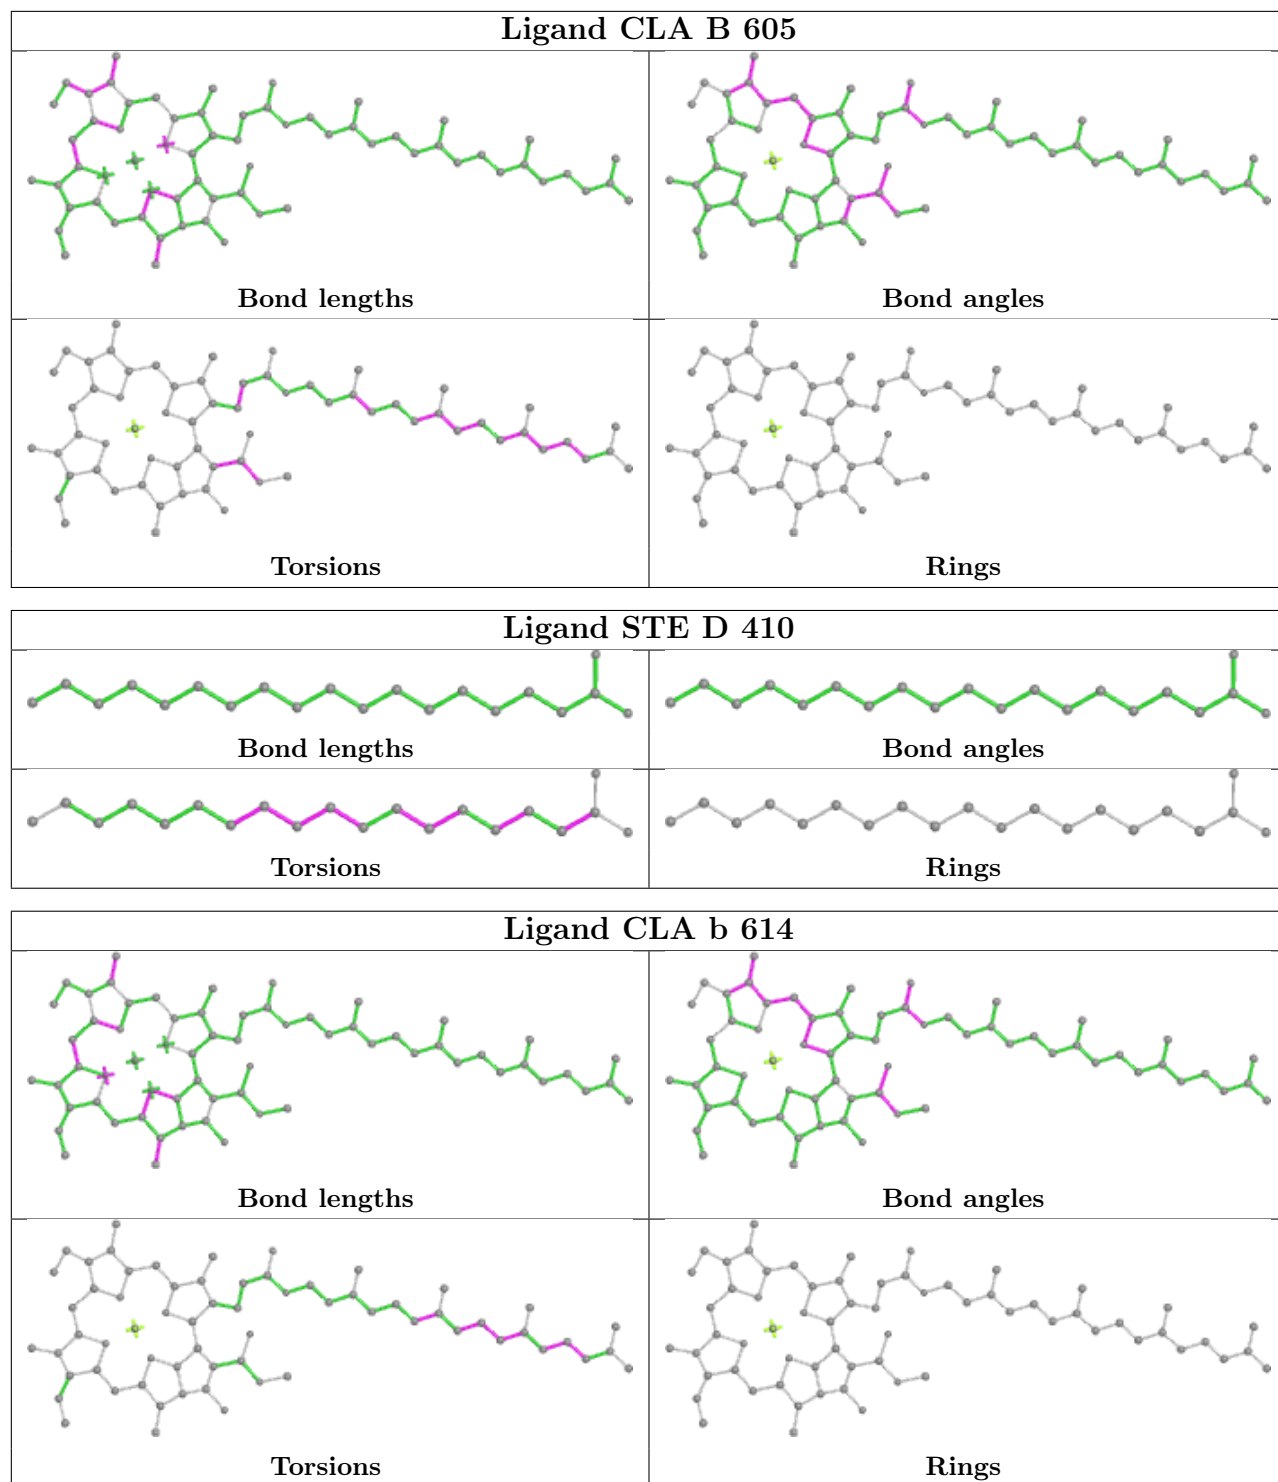 Ligand CLA B 605
Bond lengths
Bond angles
Torsions
Rings
Ligand STE D 410
Bond lengths
Bond angles
Torsions
Rings
Ligand CLA b 614
Bond lengths
Bond angles
Torsions
Rings